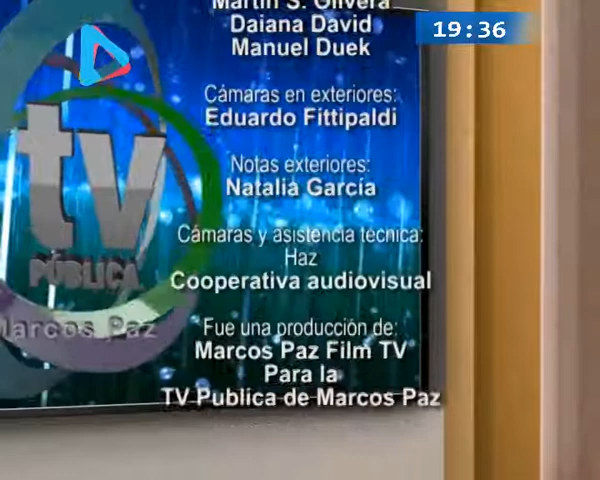 Martín S. Olivera
Daiana David
Manuel Duek
19:36
Cámaras en exteriores:
Eduardo Fittipaldi
Notas exteriores:
Natalia García
Cámaras y asistencia técnica:
Haz
Cooperativa audiovisual
Fue una producción de:
Marcos Paz Film TV
Para la
TV Publica de Marcos Paz
tv
PÚBLICA
Marcos Paz